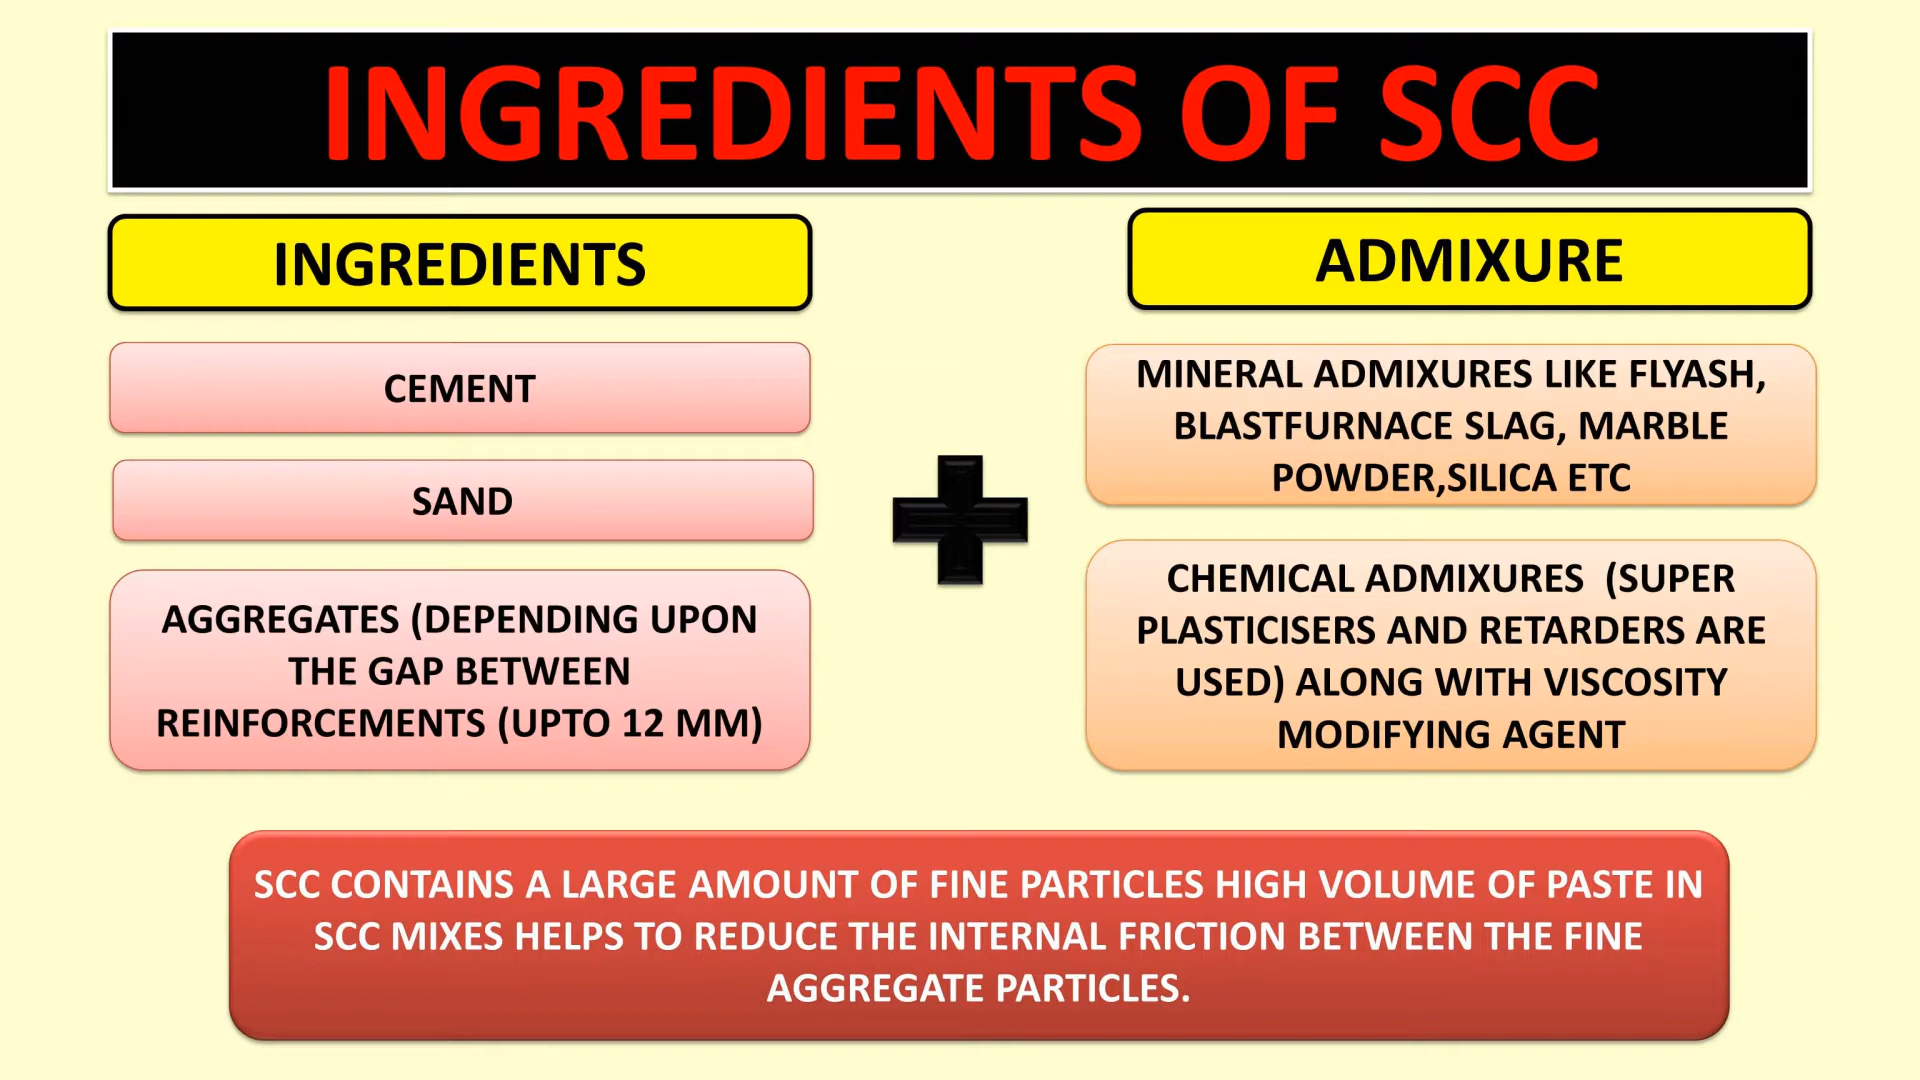 INGREDIENTS OF SCC
INGREDIENTS
CEMENT
SAND
AGGREGATES (DEPENDING UPON
THE GAP BETWEEN
REINFORCEMENTS (UPTO 12 MM)
ADMIXURE
MINERAL ADMIXURES LIKE FLYASH,
BLASTFURNACE SLAG, MARBLE
POWDER,SILICA ETC
CHEMICAL ADMIXURES  (SUPER
PLASTICISERS AND RETARDERS ARE
USED) ALONG WITH VISCOSITY
MODIFYING AGENT
SCC CONTAINS A LARGE AMOUNT OF FINE PARTICLES HIGH VOLUME OF PASTE IN
SCC MIXES HELPS TO REDUCE THE INTERNAL FRICTION BETWEEN THE FINE
AGGREGATE PARTICLES.